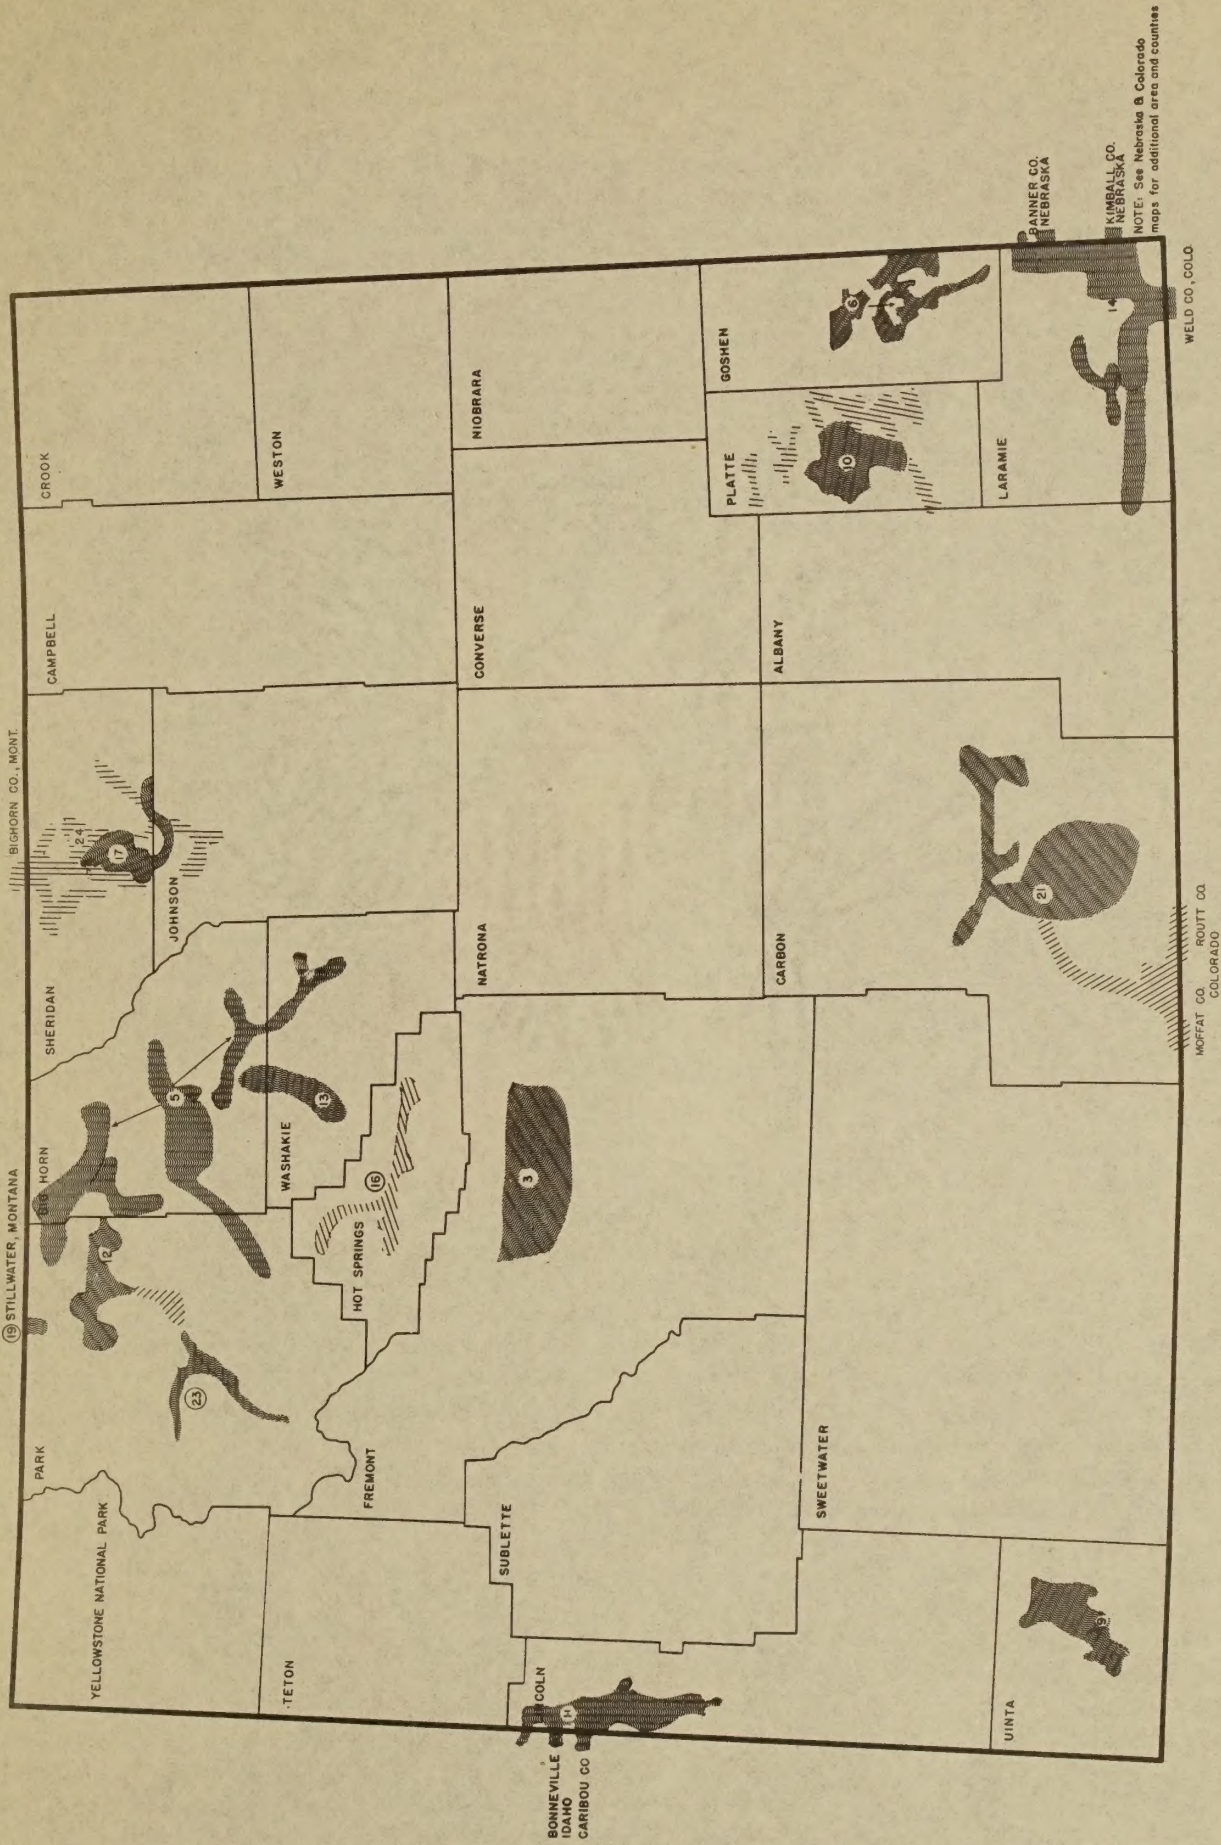 (19) STILLWATER, MONTANA
BIGHORN CO., MONT.
YELLOWSTONE NATIONAL PARK
PARK
BIG HORN
SHERIDAN
CAMPBELL
CROOK
24
17
12
23
5
JOHNSON
WESTON
TETON
WASHAKIE
13
16
HOT SPRINGS
FREMONT
NATRONA
CONVERSE
NIOBRARA
3
SUBLETTE
BONNEVILLE
IDAHO
CARIBOU CO
LINCOLN
SWEETWATER
CARBON
ALBANY
PLATTE
GOSHEN
6
10
UINTA
9
21
LARAMIE
14
BANNER CO.
NEBRASKA
KIMBALL CO.
NEBRASKA
NOTE: See Nebraska & Colorado
maps for additional area and counties
MOFFAT CO.
ROUTT CO.
COLORADO
WELD CO., COLO.